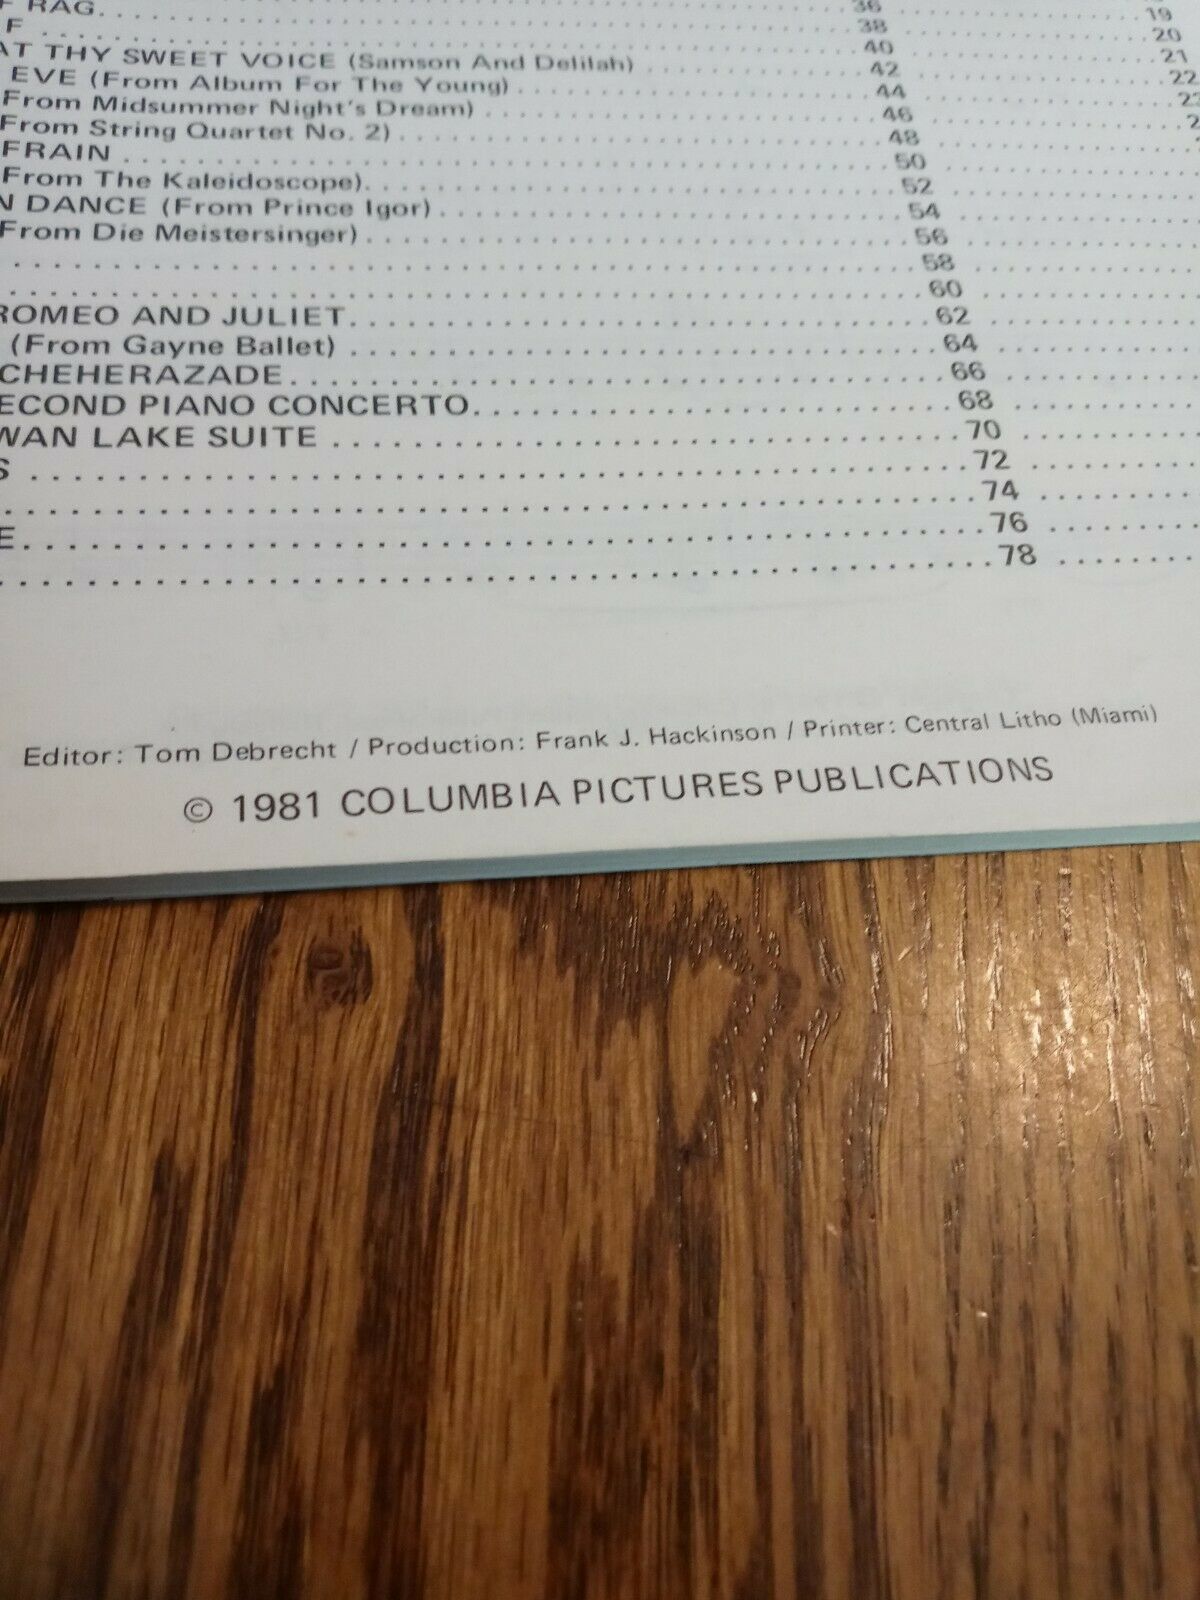 RAG. 36 19
F 38 20
AT THY SWEET VOICE (Samson And Delilah) 40 21
EVE (From Album For The Young) 42 22
From Midsummer Night's Dream) 44
From String Quartet No. 2) 46
FRAIN 48
From The Kaleidoscope) 50
N DANCE (From Prince Igor) 52
From Die Meistersinger) 54
56
58
ROMEO AND JULIET 60
(From Gayne Ballet) 62
CHEHERAZADE 64
ECOND PIANO CONCERTO 66
WAN LAKE SUITE 68
S 70
72
E 74
76
78
Editor: Tom Debrecht / Production: Frank J. Hackinson / Printer: Central Litho (Miami)
© 1981 COLUMBIA PICTURES PUBLICATIONS